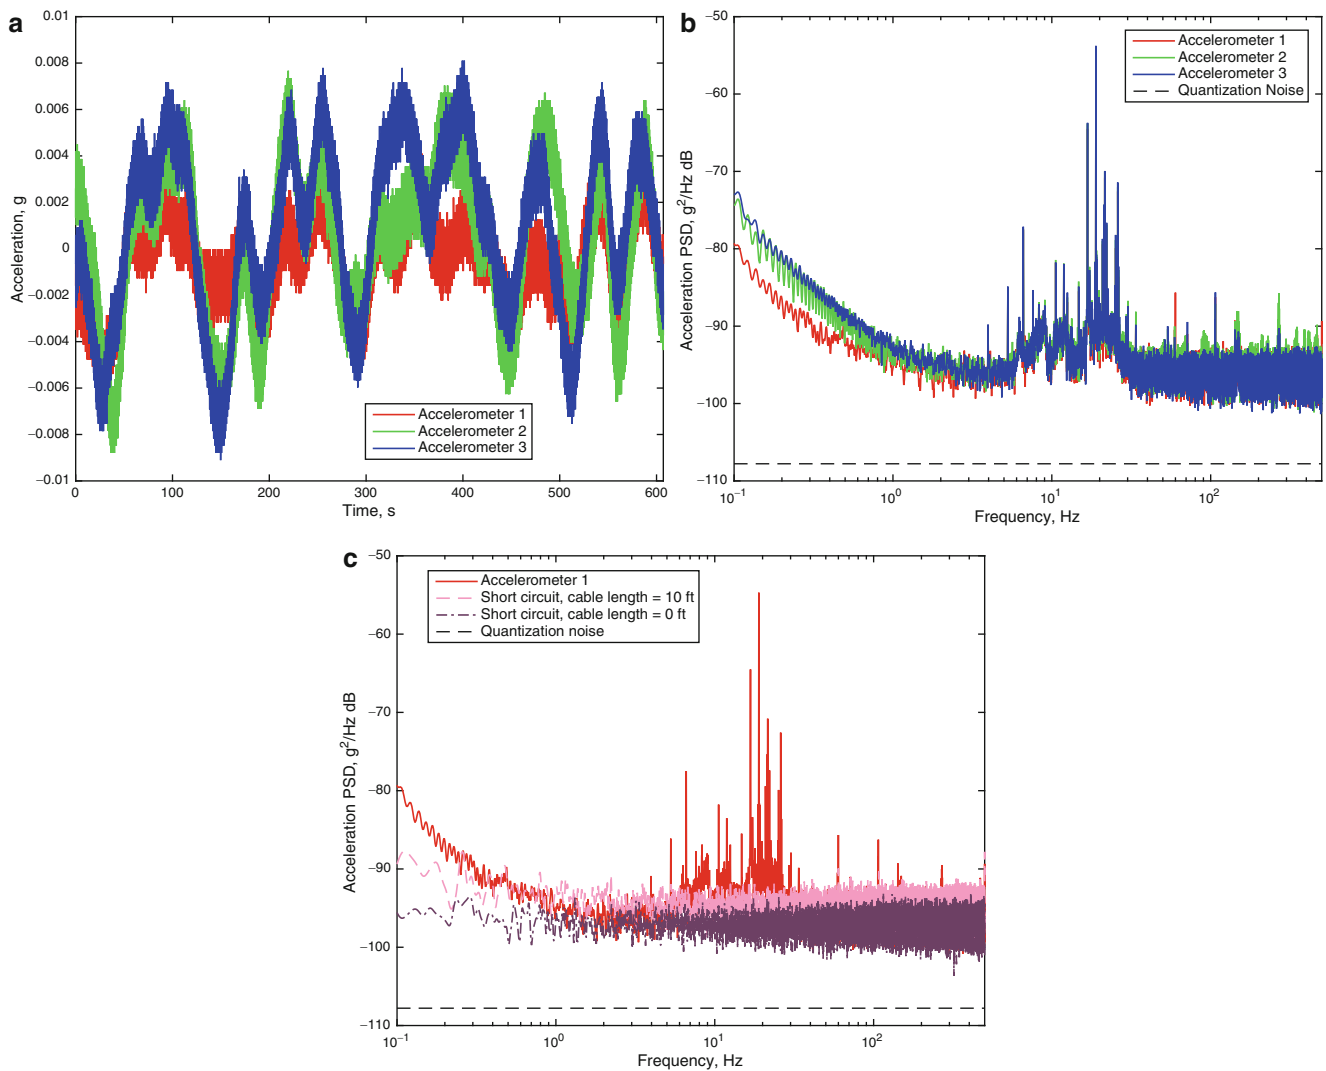 a
0.01
0.008
0.006
0.004
0.002
0
−0.002
−0.004
−0.006
−0.008
−0.01
Acceleration, g
0 100 200 300 400 500 600
Time, s
Accelerometer 1
Accelerometer 2
Accelerometer 3
b
−50
−60
−70
−80
−90
−100
−110
Acceleration PSD, g²/Hz dB
10⁻¹ 10⁰ 10¹ 10²
Frequency, Hz
Accelerometer 1
Accelerometer 2
Accelerometer 3
Quantization Noise
c
−50
−60
−70
−80
−90
−100
−110
Acceleration PSD, g²/Hz dB
10⁻¹ 10⁰ 10¹ 10²
Frequency, Hz
Accelerometer 1
Short circuit, cable length = 10 ft
Short circuit, cable length = 0 ft
Quantization noise